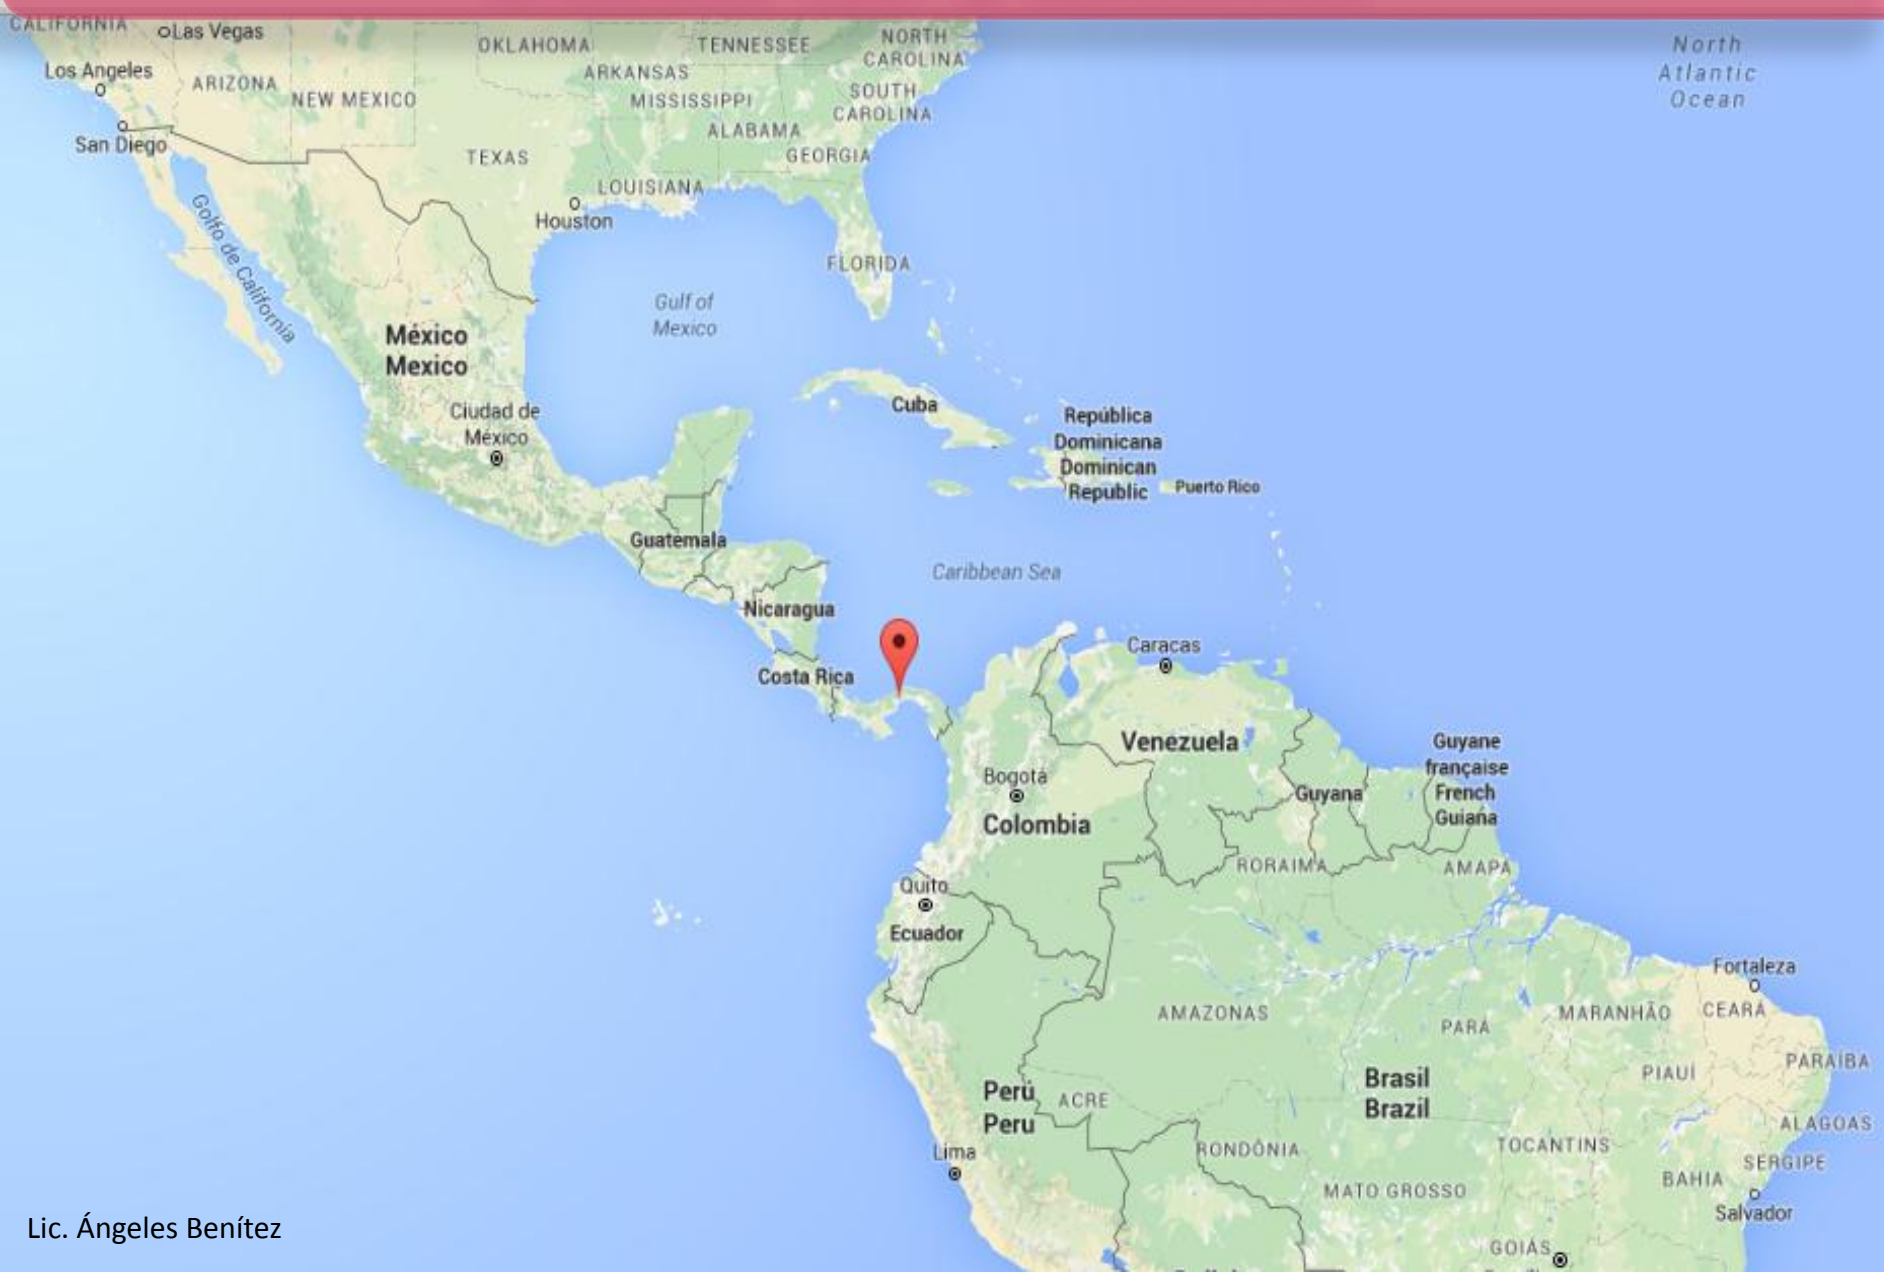 CALIFORNIA
Las Vegas
OKLAHOMA
TENNESSEE
NORTH
CAROLINA
North
Atlantic
Ocean
Los Angeles
ARIZONA
NEW MEXICO
ARKANSAS
MISSISSIPPI
SOUTH
CAROLINA
San Diego
ALABAMA
TEXAS
GEORGIA
LOUISIANA
Houston
Golfo de California
FLORIDA
Gulf of
Mexico
México
Mexico
Ciudad de
México
Cuba
República
Dominicana
Dominican
Republic
Puerto Rico
Guatemala
Caribbean Sea
Nicaragua
Costa Rica
Caracas
Venezuela
Guyane
française
French
Guiana
Guyana
Bogotá
Colombia
RORAIMA
AMAPÁ
Quito
Ecuador
Fortaleza
AMAZONAS
PARÁ
MARANHÃO
CEARÁ
PARAÍBA
PIAUÍ
Perú
Peru
ACRE
Brasil
Brazil
ALAGOAS
Lima
RONDÔNIA
TOCANTINS
SERGIPE
BAHIA
MATO GROSSO
Salvador
GOIÁS
Lic. Ángeles Benítez